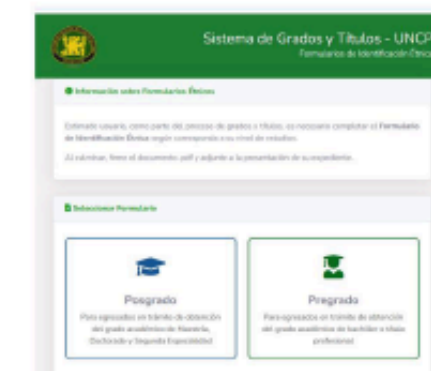 Sistema de Grados y Títulos - UNCP
Formularios de Identificación Étnica
Información sobre Formularios Étnicos
Estimado usuario, como parte del proceso de grados o títulos, es necesario completar el Formulario
de Identificación Étnica según corresponda a su nivel de estudios.
Al culminar, firme el documento pdf y adjunte a la presentación de su expediente.
Seleccionar Formulario
Posgrado
Para egresados en trámite de obtención
del grado académico de Maestría,
Doctorado y Segunda Especialidad
Pregrado
Para egresados en trámite de obtención
del grado académico de bachiller o título
profesional